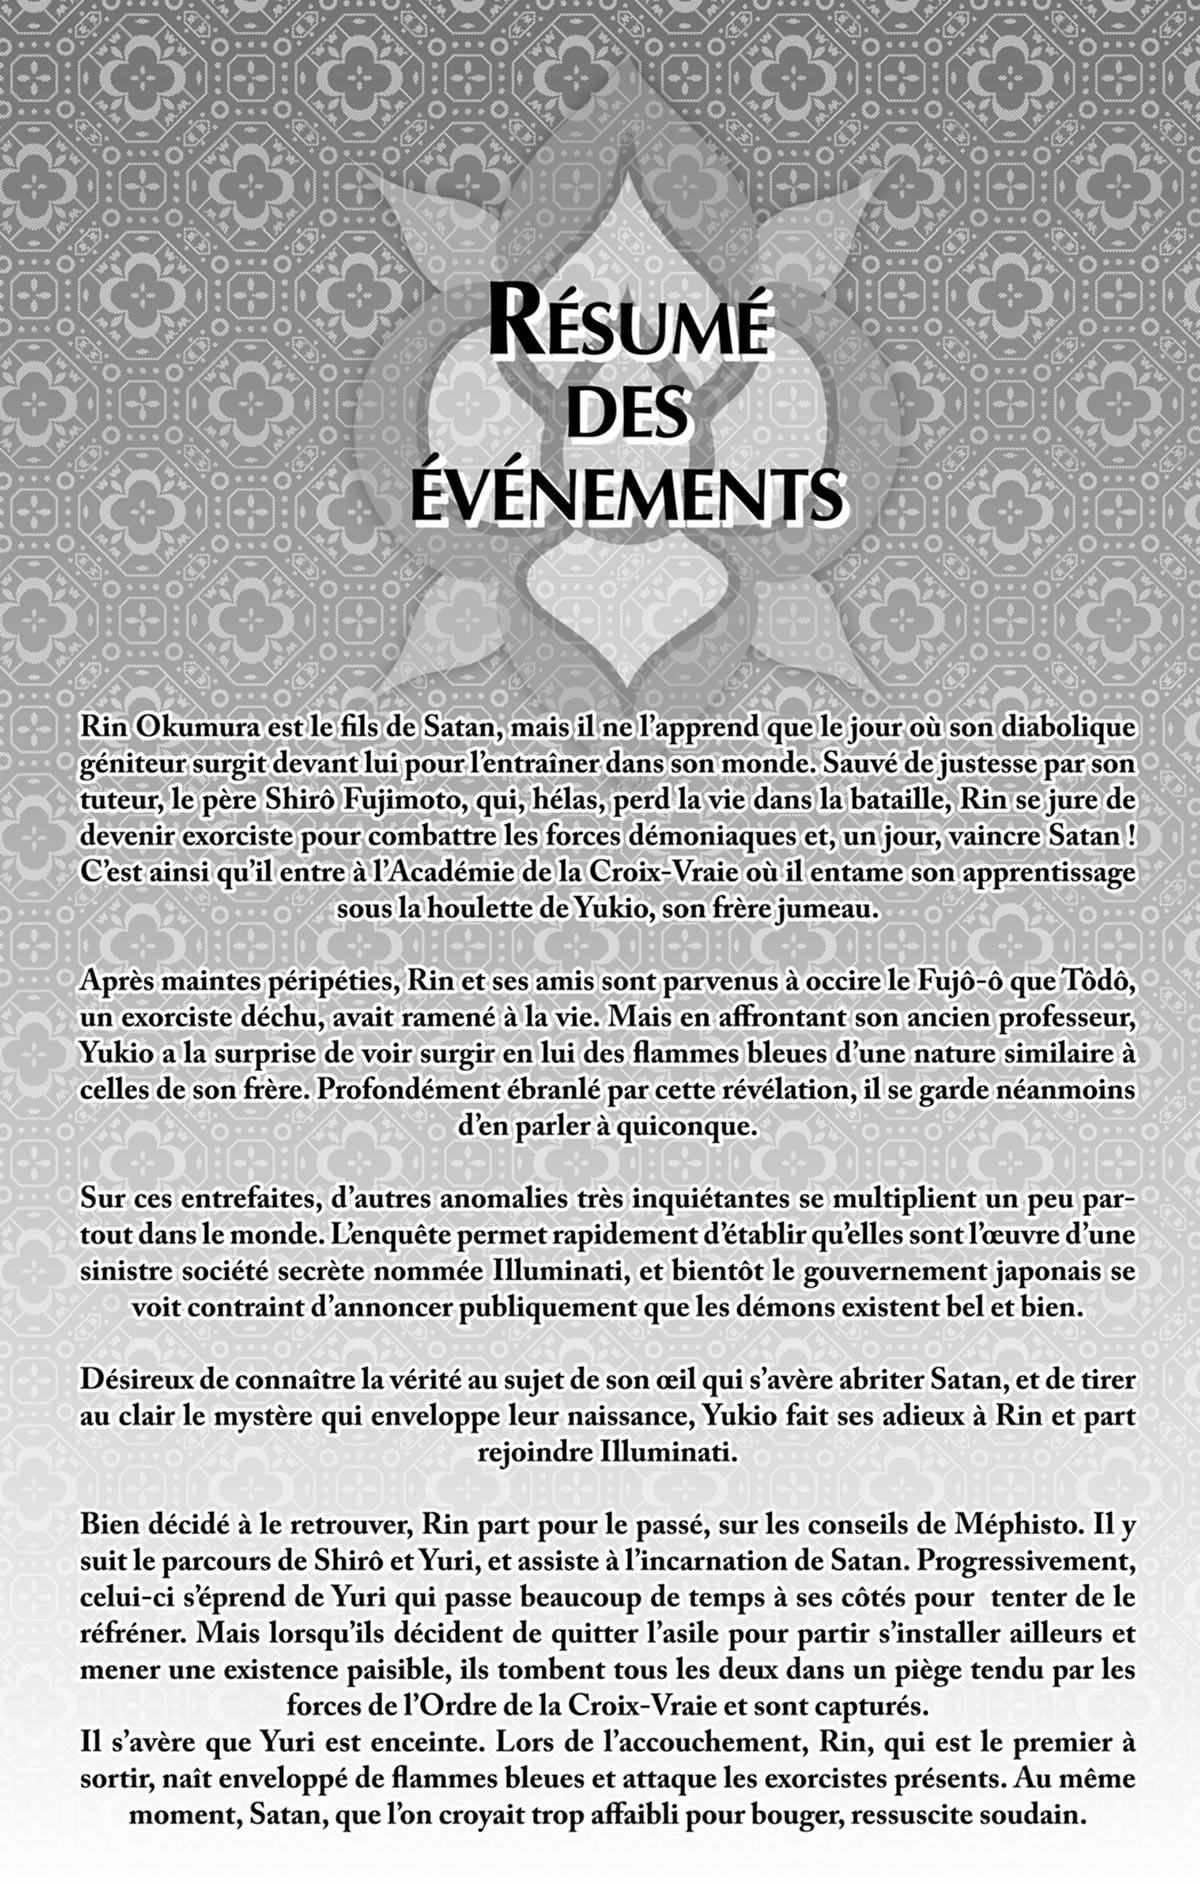 RÉSUMÉ
DES
ÉVÉNEMENTS
Rin Okumura est le fils de Satan, mais il ne l’apprend que le jour où son diabolique
géniteur surgit devant lui pour l’entraîner dans son monde. Sauvé de justesse par son
tuteur, le père Shirô Fujimoto, qui, hélas, perd la vie dans la bataille, Rin se jure de
devenir exorciste pour combattre les forces démoniaques et, un jour, vaincre Satan !
C’est ainsi qu’il entre à l’Académie de la Croix-Vraie où il entame son apprentissage
sous la houlette de Yukio, son frère jumeau.
Après maintes péripéties, Rin et ses amis sont parvenus à occire le Fujô-ô que Tôdô,
un exorciste déchu, avait ramené à la vie. Mais en affrontant son ancien professeur,
Yukio a la surprise de voir surgir en lui des flammes bleues d’une nature similaire à
celles de son frère. Profondément ébranlé par cette révélation, il se garde néanmoins
d’en parler à quiconque.
Sur ces entrefaites, d’autres anomalies très inquiétantes se multiplient un peu par-
tout dans le monde. L’enquête permet rapidement d’établir qu’elles sont l’œuvre d’une
sinistre société secrète nommée Illuminati, et bientôt le gouvernement japonais se
voit contraint d’annoncer publiquement que les démons existent bel et bien.
Désireux de connaître la vérité au sujet de son œil qui s’avère abriter Satan, et de tirer
au clair le mystère qui enveloppe leur naissance, Yukio fait ses adieux à Rin et part
rejoindre Illuminati.
Bien décidé à le retrouver, Rin part pour le passé, sur les conseils de Méphisto. Il y
suit le parcours de Shirô et Yuri, et assiste à l’incarnation de Satan. Progressivement,
celui-ci s’éprend de Yuri qui passe beaucoup de temps à ses côtés pour tenter de le
réfréner. Mais lorsqu’ils décident de quitter l’asile pour partir s’installer ailleurs et
mener une existence paisible, ils tombent tous les deux dans un piège tendu par les
forces de l’Ordre de la Croix-Vraie et sont capturés.
Il s’avère que Yuri est enceinte. Lors de l’accouchement, Rin, qui est le premier à
sortir, naît enveloppé de flammes bleues et attaque les exorcistes présents. Au même
moment, Satan, que l’on croyait trop affaibli pour bouger, ressuscite soudain.